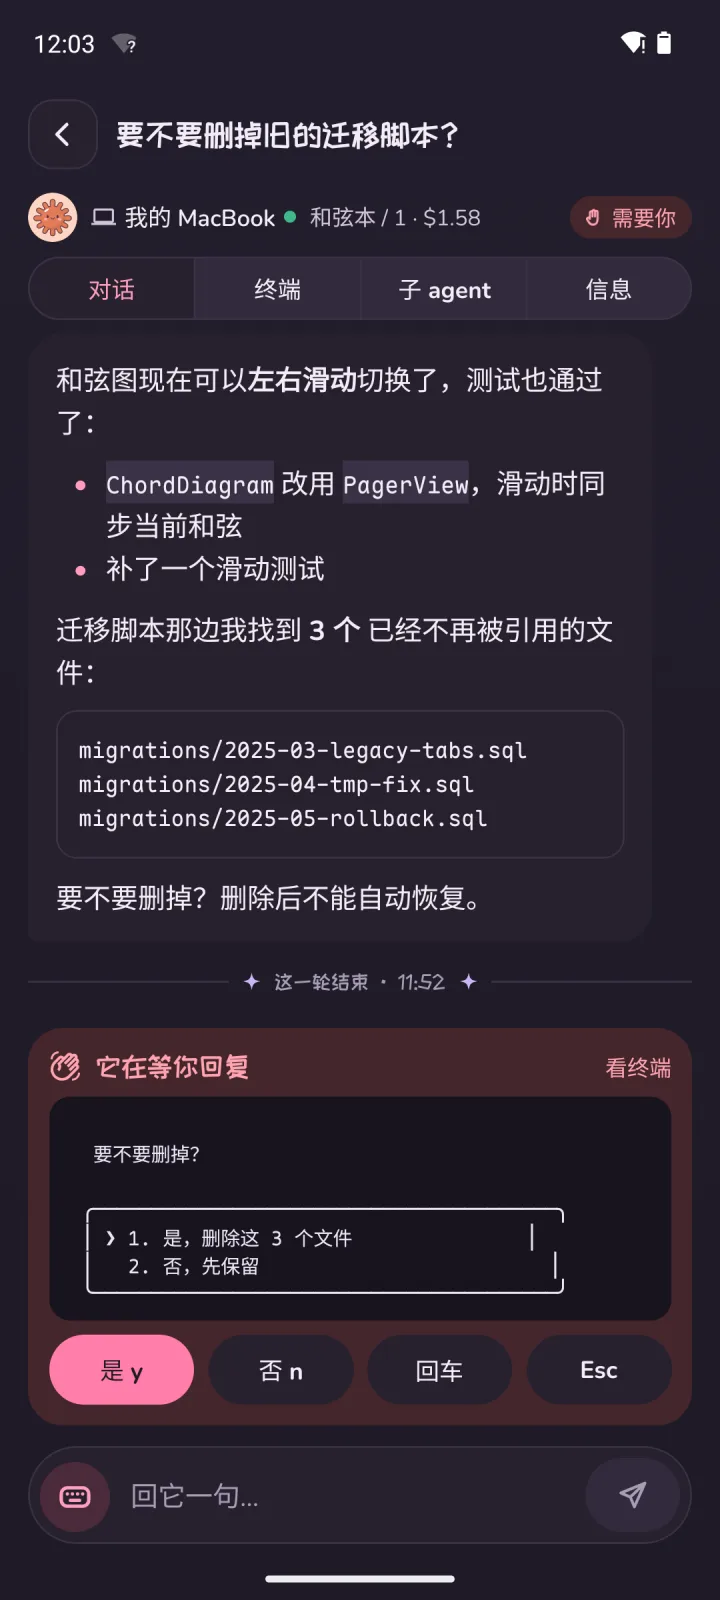 12:03
要不要删掉旧的迁移脚本？
我的 MacBook 和弦本 / 1 · $1.58 需要你
对话 终端 子 agent 信息
和弦图现在可以左右滑动切换了，测试也通过
了：
• ChordDiagram 改用 PagerView，滑动时同
步当前和弦
• 补了一个滑动测试
迁移脚本那边我找到 3 个 已经不再被引用的文
件：
migrations/2025-03-legacy-tabs.sql
migrations/2025-04-tmp-fix.sql
migrations/2025-05-rollback.sql
要不要删掉？删除后不能自动恢复。
这一轮结束 · 11:52
它在等你回复 看终端
要不要删掉？
❯ 1. 是，删除这 3 个文件
2. 否，先保留
是 y 否 n 回车 Esc
回它一句...